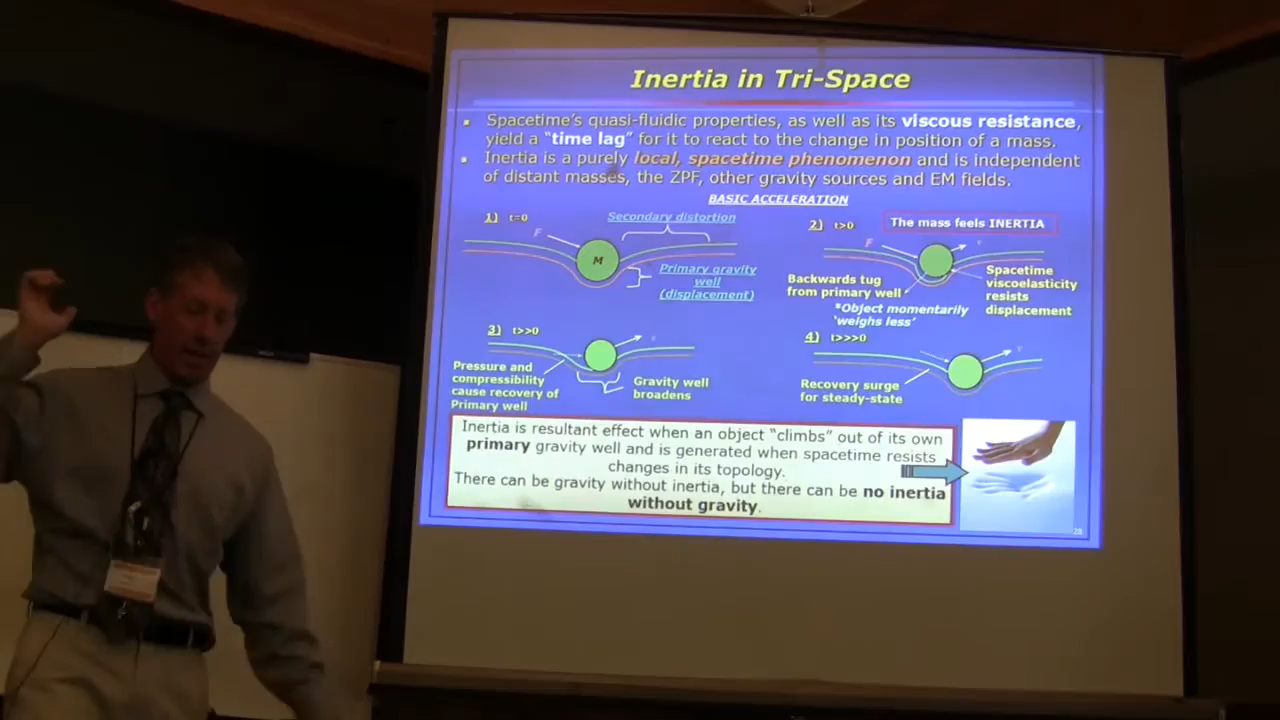 Inertia in Tri-Space
Spacetime's quasi-fluidic properties, as well as its viscous resistance,
yield a "time lag" for it to react to the change in position of a mass.
Inertia is a purely local, spacetime phenomenon and is independent
of distant masses, the ZPF, other gravity sources and EM fields.
BASIC ACCELERATION
1) t=0
Secondary distortion
F
M
Primary gravity
well
(displacement)
2) t>0
The mass feels INERTIA
F
v
Backwards tug
from primary well
*Object momentarily
'weighs less'
Spacetime
viscoelasticity
resists
displacement
3) t>>0
v
Pressure and
compressibility
cause recovery of
Primary well
Gravity well
broadens
4) t>>>0
v
Recovery surge
for steady-state
Inertia is resultant effect when an object "climbs" out of its own
primary gravity well and is generated when spacetime resists
changes in its topology.
There can be gravity without inertia, but there can be no inertia
without gravity.
28